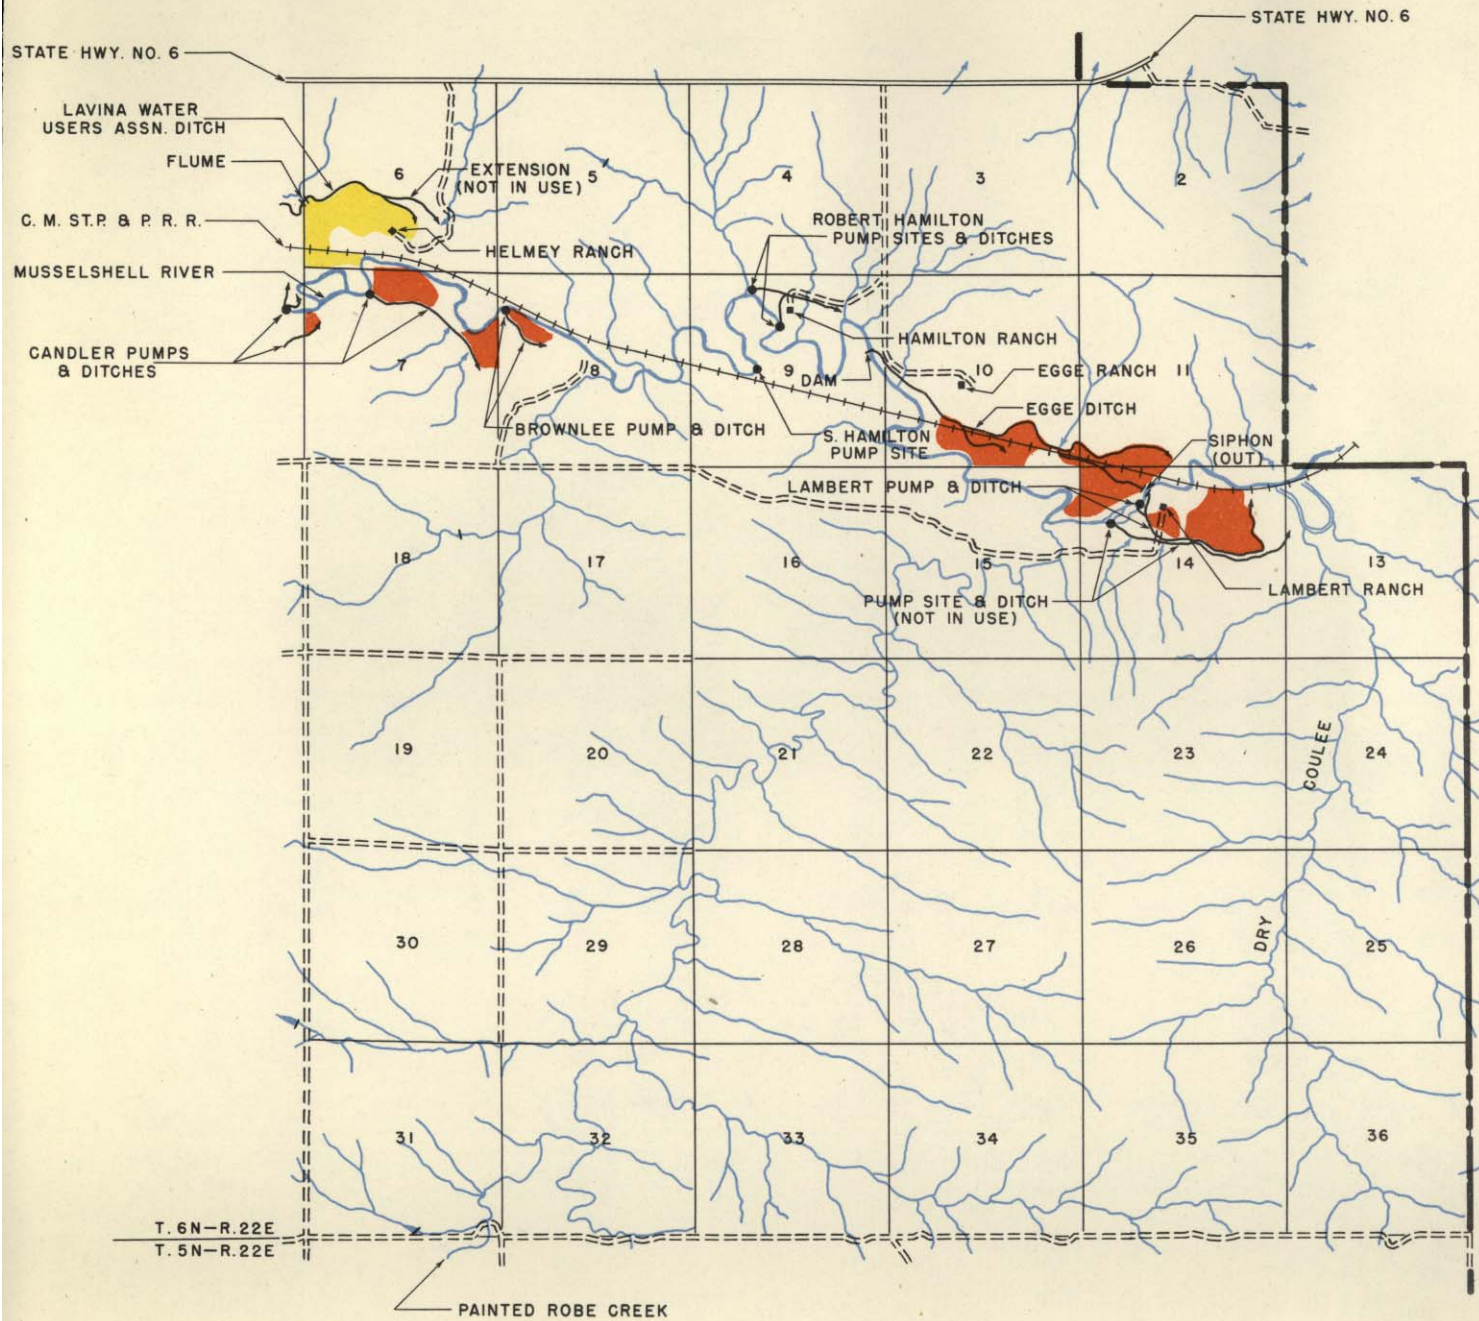 STATE HWY. NO. 6
STATE HWY. NO. 6
LAVINA WATER
USERS ASSN. DITCH
FLUME
6
EXTENSION
(NOT IN USE)
5
4
3
2
C. M. ST. P. & P. R. R.
ROBERT HAMILTON
PUMP SITES & DITCHES
HELMEY RANCH
MUSSELSHELL RIVER
HAMILTON RANCH
CANDLER PUMPS
& DITCHES
7
8
9
DAM
10
EGGE RANCH
11
EGGE DITCH
BROWNLEE PUMP & DITCH
S. HAMILTON
PUMP SITE
SIPHON
(OUT)
LAMBERT PUMP & DITCH
18
17
16
15
14
13
PUMP SITE & DITCH
(NOT IN USE)
LAMBERT RANCH
19
20
21
22
23
COULEE
24
30
29
28
27
26
DRY
25
31
32
33
34
35
36
T. 6N-R. 22E
T. 5N-R. 22E
PAINTED ROBE CREEK